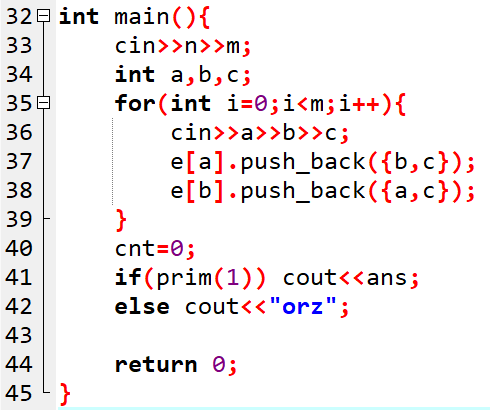 32 int main(){
33     cin>>n>>m;
34     int a,b,c;
35     for(int i=0;i<m;i++){
36         cin>>a>>b>>c;
37         e[a].push_back({b,c});
38         e[b].push_back({a,c});
39     }
40     cnt=0;
41     if(prim(1)) cout<<ans;
42     else cout<<"orz";
43
44     return 0;
45 }